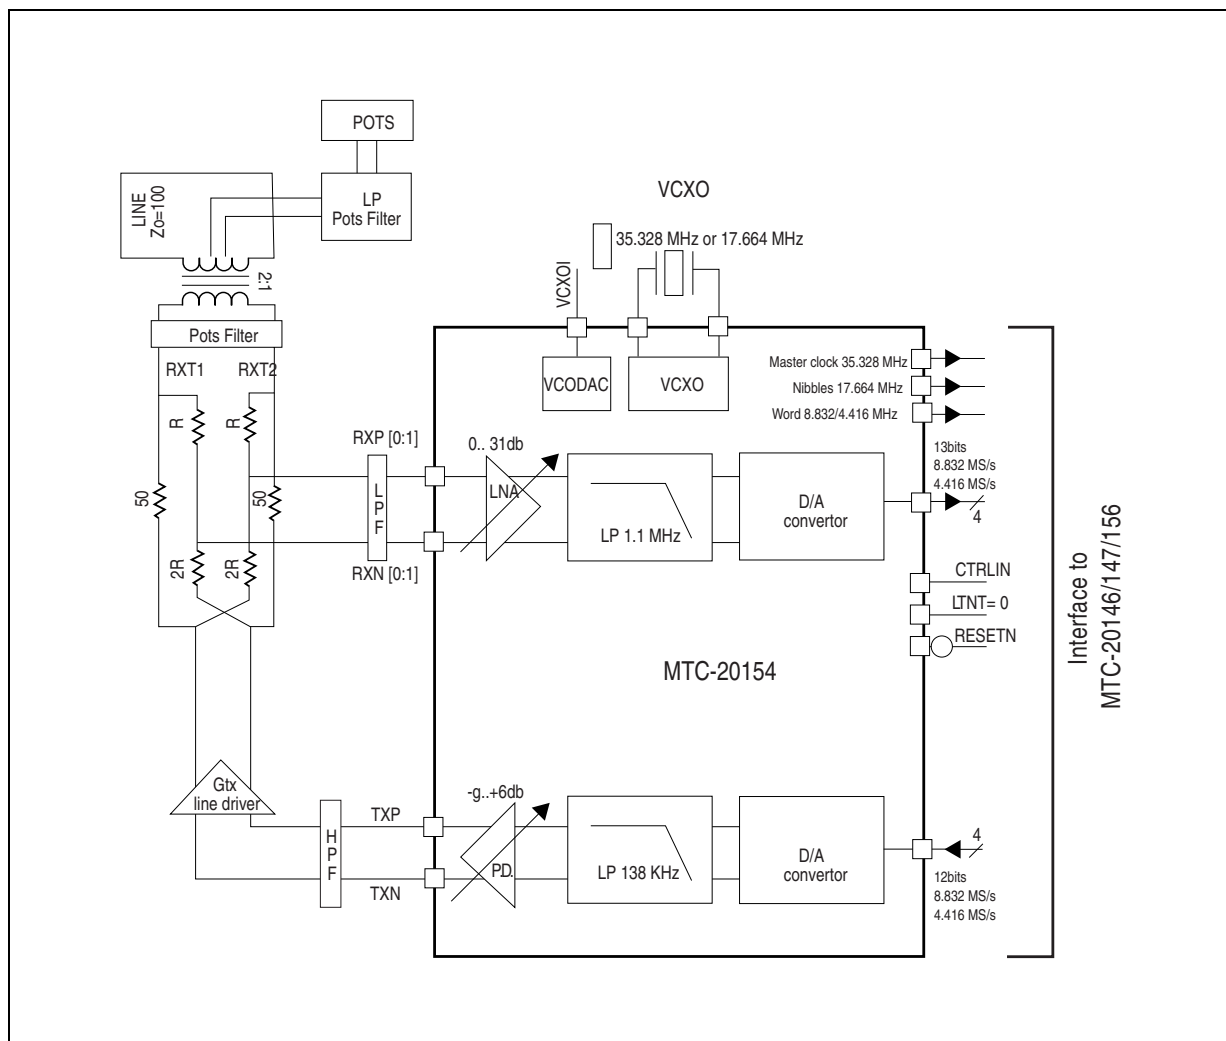 POTS
LINE
Zo=100
LP
Pots Filter
2:1
Pots Filter
RXT1
RXT2
R
R
50
50
2R
2R
VCXO
35.328 MHz or 17.664 MHz
VCXOI
VCODAC
VCXO
Master clock 35.328 MHz
Nibbles 17.664 MHz
Word 8.832/4.416 MHz
RXP [0:1]
LPF
RXN [0:1]
0.. 31db
LNA
LP 1.1 MHz
D/A
convertor
13bits
8.832 MS/s
4.416 MS/s
4
CTRLIN
LTNT= 0
RESETN
MTC-20154
Interface to
MTC-20146/147/156
Gtx
line driver
HPF
TXP
TXN
-g..+6db
PD.
LP 138 KHz
D/A
convertor
4
12bits
8.832 MS/s
4.416 MS/s